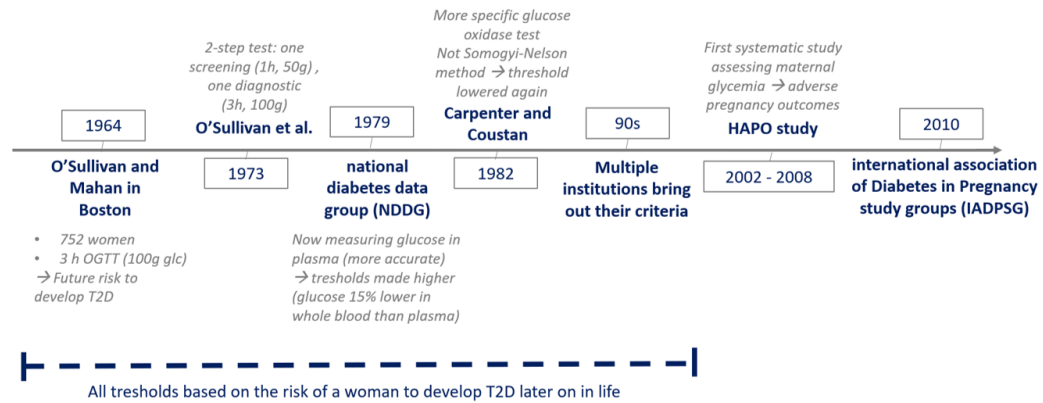 1964
O'Sullivan and
Mahan in
Boston
• 752 women
• 3 h OGTT (100g glc)
→ Future risk to
develop T2D
2-step test: one
screening (1h, 50g) ,
one diagnostic
(3h, 100g)
O'Sullivan et al.
1973
1979
national
diabetes data
group (NDDG)
Now measuring glucose in
plasma (more accurate)
→ tresholds made higher
(glucose 15% lower in
whole blood than plasma)
More specific glucose
oxidase test
Not Somogyi-Nelson
method → threshold
lowered again
Carpenter and
Coustan
1982
90s
Multiple
institutions bring
out their criteria
First systematic study
assessing maternal
glycemia → adverse
pregnancy outcomes
HAPO study
2002 - 2008
2010
international association
of Diabetes in Pregnancy
study groups (IADPSG)
All tresholds based on the risk of a woman to develop T2D later on in life